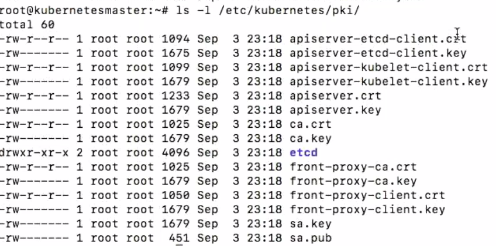 root@kubernetesmaster:~# ls -l /etc/kubernetes/pki/
total 60
-rw-r--r-- 1 root root 1094 Sep  3 23:18 apiserver-etcd-client.crt
-rw------- 1 root root 1675 Sep  3 23:18 apiserver-etcd-client.key
-rw-r--r-- 1 root root 1099 Sep  3 23:18 apiserver-kubelet-client.crt
-rw------- 1 root root 1679 Sep  3 23:18 apiserver-kubelet-client.key
-rw-r--r-- 1 root root 1233 Sep  3 23:18 apiserver.crt
-rw------- 1 root root 1679 Sep  3 23:18 apiserver.key
-rw-r--r-- 1 root root 1025 Sep  3 23:18 ca.crt
-rw------- 1 root root 1679 Sep  3 23:18 ca.key
drwxr-xr-x 2 root root 4096 Sep  3 23:18 etcd
-rw-r--r-- 1 root root 1025 Sep  3 23:18 front-proxy-ca.crt
-rw------- 1 root root 1679 Sep  3 23:18 front-proxy-ca.key
-rw-r--r-- 1 root root 1050 Sep  3 23:18 front-proxy-client.crt
-rw------- 1 root root 1679 Sep  3 23:18 front-proxy-client.key
-rw------- 1 root root 1679 Sep  3 23:18 sa.key
-rw------- 1 root root  451 Sep  3 23:18 sa.pub